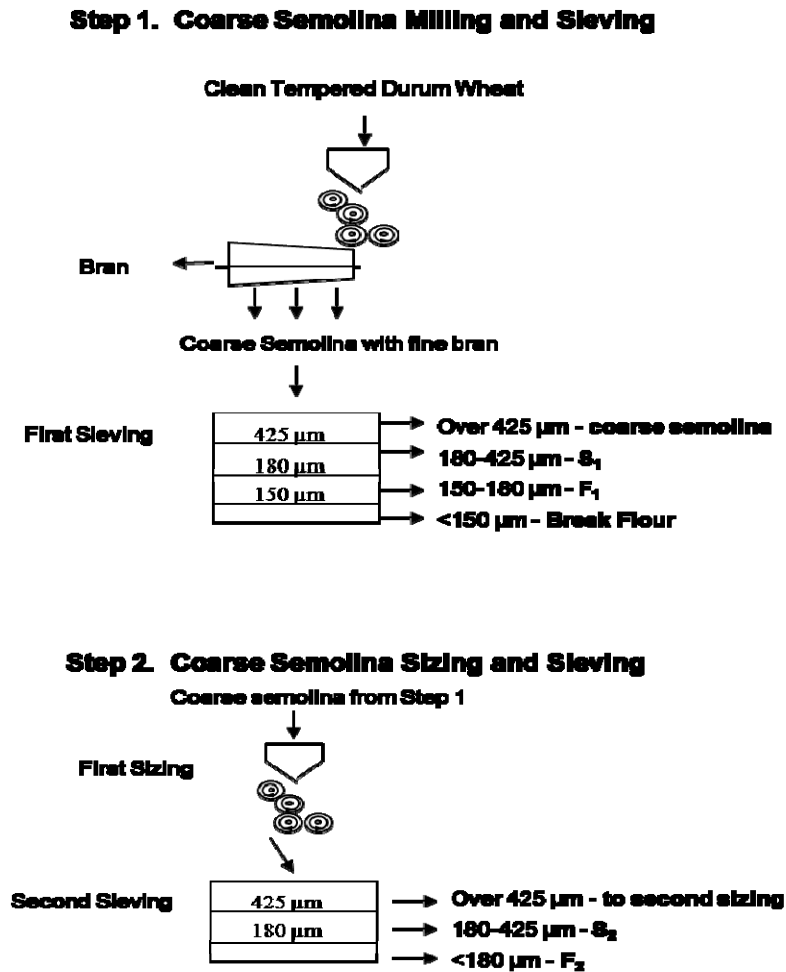 Step 1. Coarse Semolina Milling and Sieving
Clean Tempered Durum Wheat
Bran
Coarse Semolina with fine bran
First Sieving
425 µm
180 µm
150 µm
Over 425 µm - coarse semolina
180-425 µm - S₁
150-180 µm - F₁
<150 µm - Break Flour
Step 2. Coarse Semolina Sizing and Sieving
Coarse semolina from Step 1
First Sizing
Second Sieving
425 µm
180 µm
Over 425 µm - to second sizing
180-425 µm - S₂
<180 µm - F₂